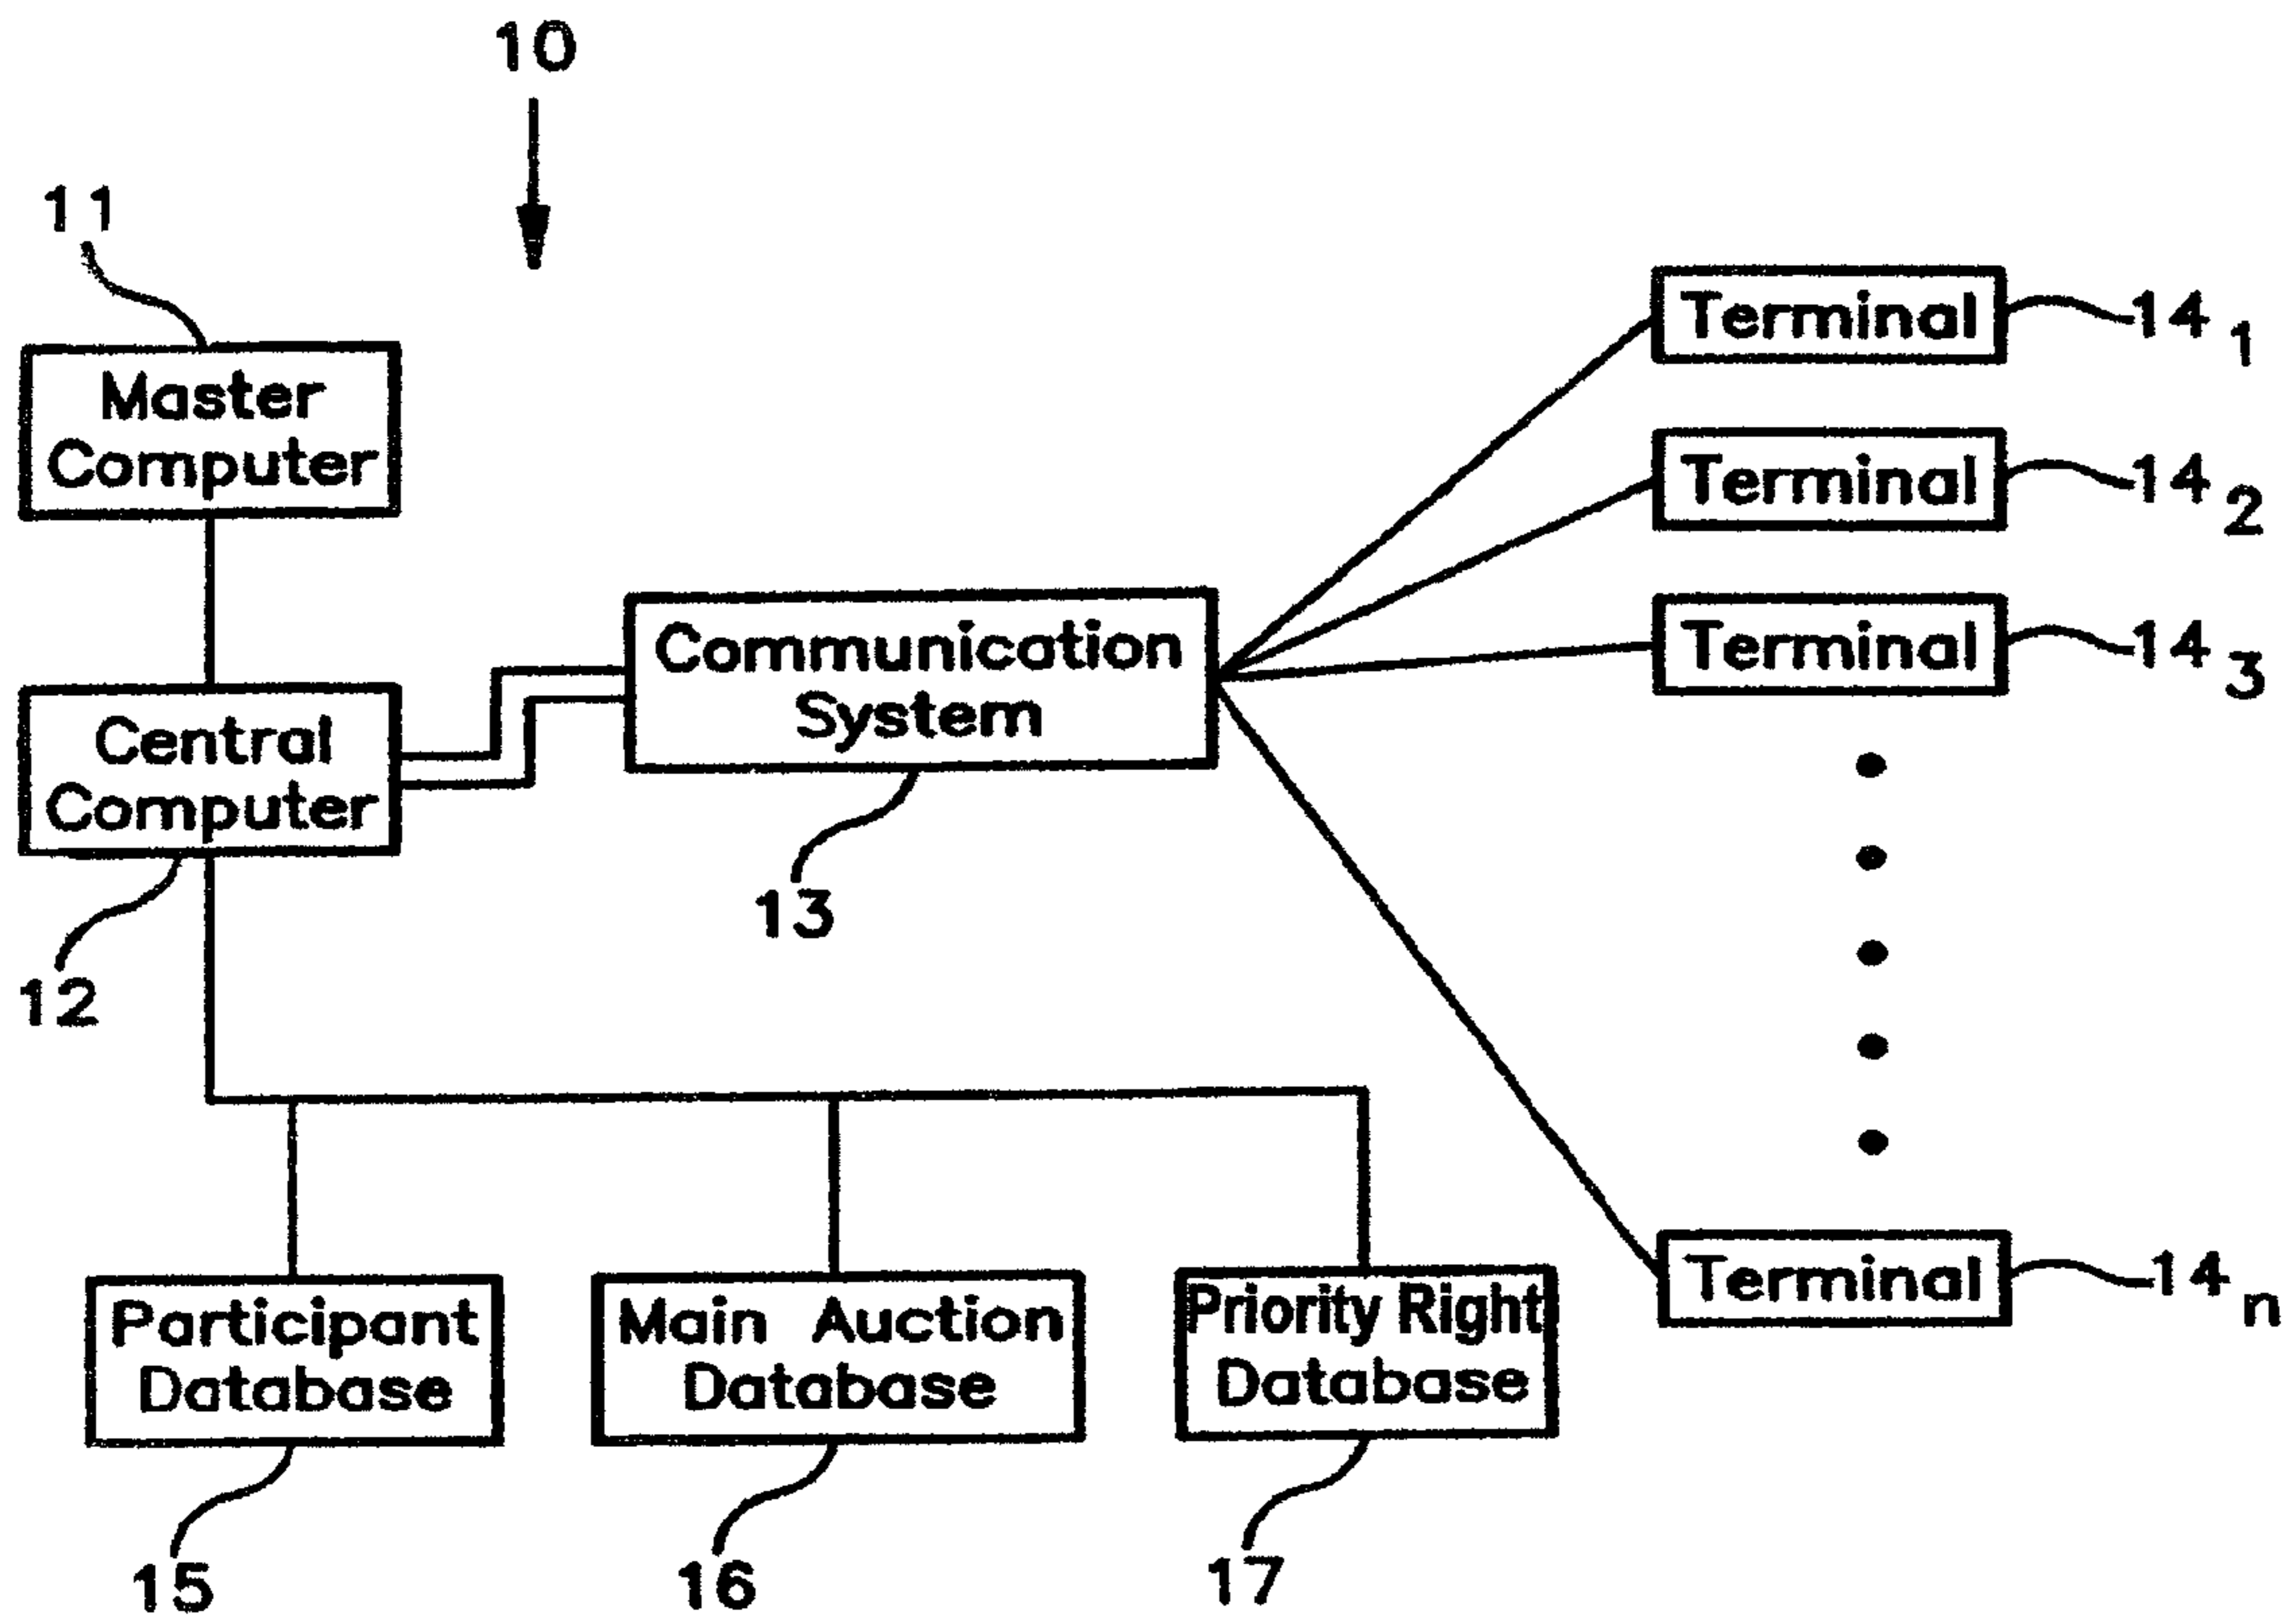 10
11
Master
Computer
Terminal 14 1
Terminal 14 2
Terminal 14 3
Communication
System
Central
Computer
13
12
Terminal 14 n
Participant
Database
Main Auction
Database
Priority Right
Database
15
16
17